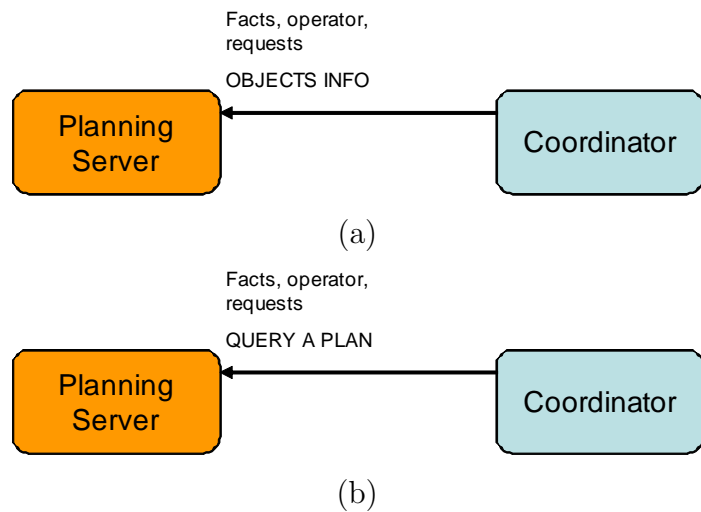 Facts, operator,
requests
OBJECTS INFO
Planning
Server
Coordinator
(a)
Facts, operator,
requests
QUERY A PLAN
Planning
Server
Coordinator
(b)